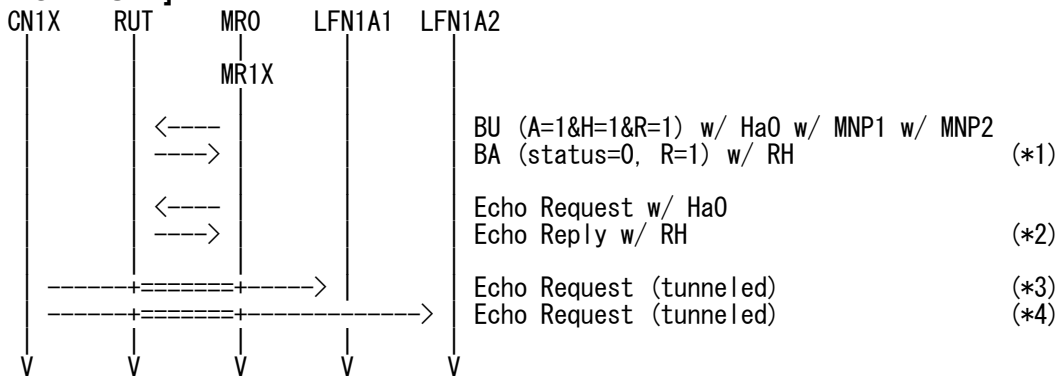 CN1X RUT MR0 LFN1A1 LFN1A2
MR1X
<---- BU (A=1&H=1&R=1) w/ HaO w/ MNP1 w/ MNP2
----> BA (status=0, R=1) w/ RH (*1)
<---- Echo Request w/ HaO
----> Echo Reply w/ RH (*2)
------+=======+-----> Echo Request (tunneled) (*3)
------+=======+-------------> Echo Request (tunneled) (*4)
V V V V V